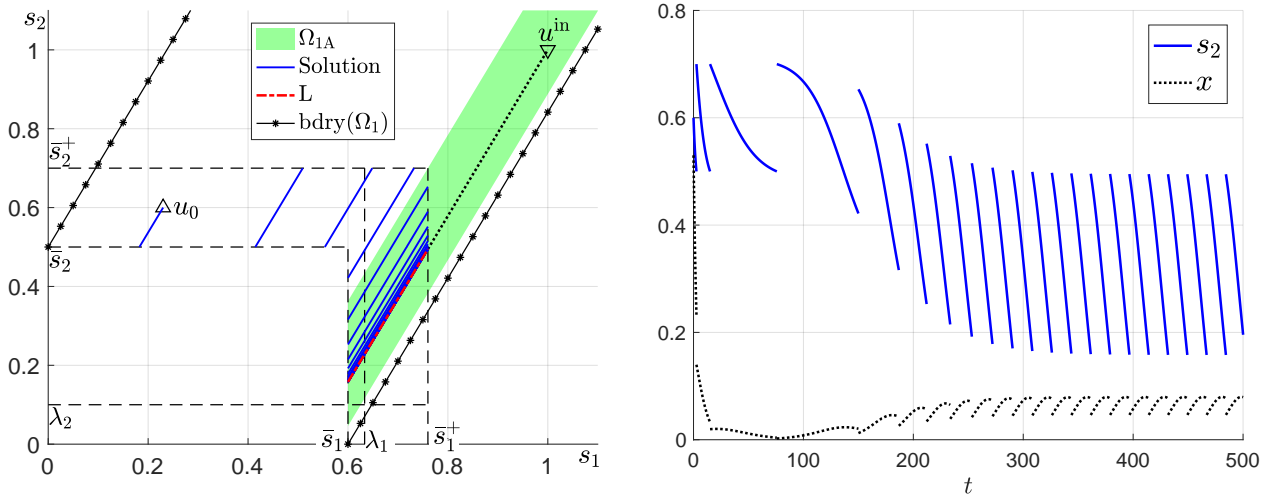 s₂
1
0.8
s̄₂⁺
0.6
s̄₂
0.4
0.2
λ₂
0
Ω₁A
Solution
L
bdry(Ω₁)
uⁱⁿ
u₀
s̄₁
λ₁
s̄₁⁺
0 0.2 0.4 0.6 0.8 1
s₁
0.8
0.6
0.4
0.2
0
s₂
x
0 100 200 300 400 500
t